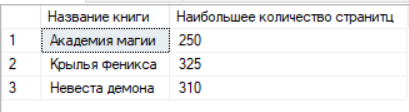 Название книги Наибольшее количество странитц
1 Академия магии 250
2 Крылья феникса 325
3 Невеста демона 310